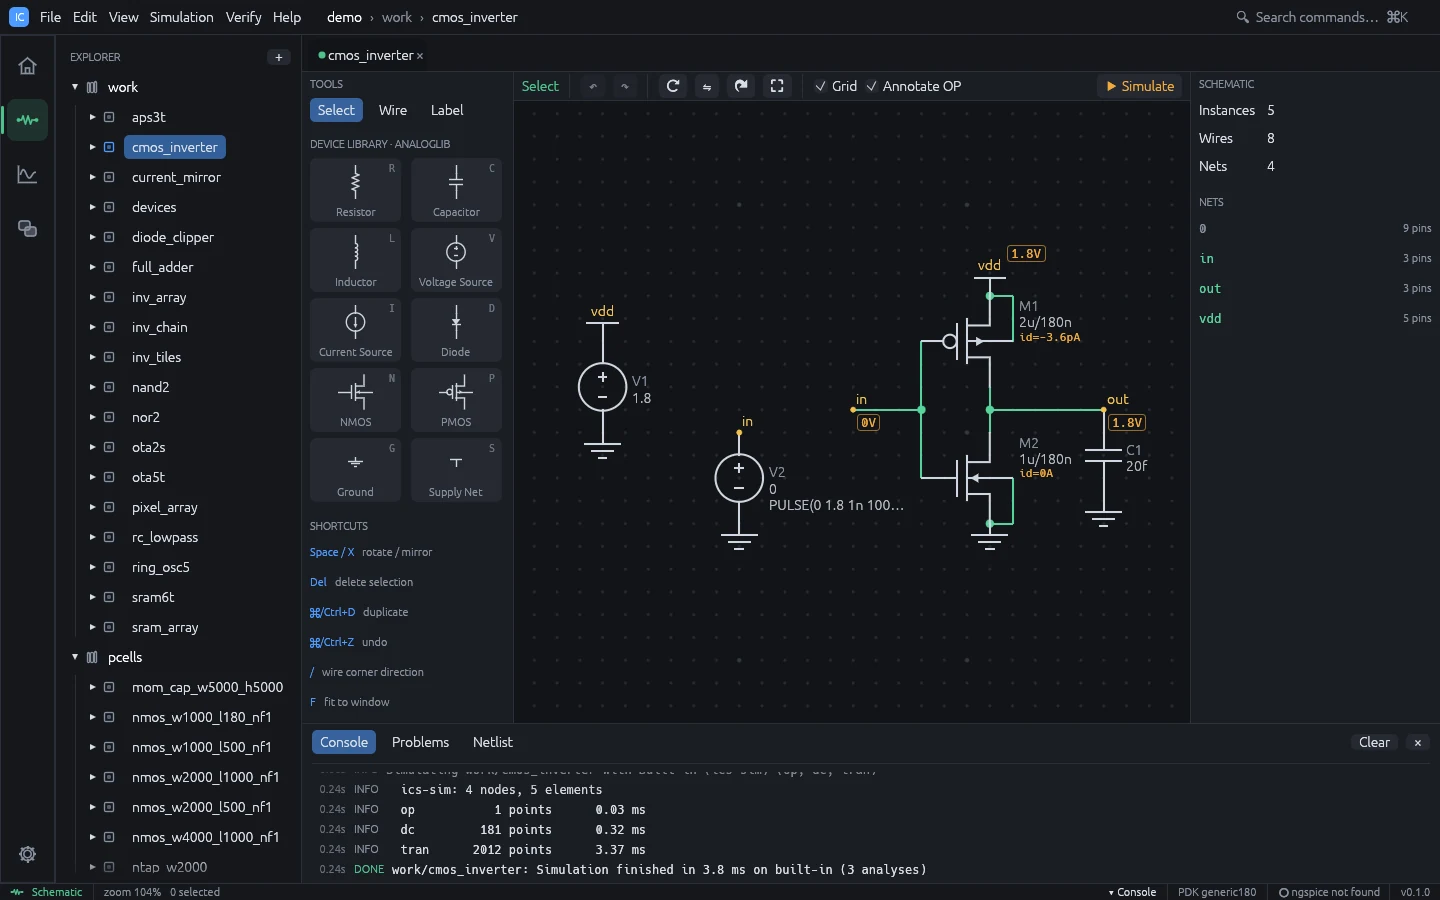 IC File Edit View Simulation Verify Help demo › work › cmos_inverter Search commands… ⌘K
EXPLORER +
work
aps3t
cmos_inverter
current_mirror
devices
diode_clipper
full_adder
inv_array
inv_chain
inv_tiles
nand2
nor2
ota2s
ota5t
pixel_array
rc_lowpass
ring_osc5
sram6t
sram_array
pcells
mom_cap_w5000_h5000
nmos_w1000_l180_nf1
nmos_w1000_l500_nf1
nmos_w2000_l1000_nf1
nmos_w2000_l500_nf1
nmos_w4000_l1000_nf1
ntap_w2000
cmos_inverter ×
TOOLS
Select Wire Label
DEVICE LIBRARY · ANALOGLIB
R
Resistor
C
Capacitor
L
Inductor
V
Voltage Source
I
Current Source
D
Diode
N
NMOS
P
PMOS
G
Ground
S
Supply Net
SHORTCUTS
Space / X rotate / mirror
Del delete selection
⌘/Ctrl+D duplicate
⌘/Ctrl+Z undo
/ wire corner direction
F fit to window
Select Grid Annotate OP Simulate
vdd
V1
1.8
in
V2
0
PULSE(0 1.8 1n 100…
vdd 1.8V
M1
2u/180n
id=-3.6pA
in
0V
out
1.8V
M2
1u/180n
id=0A
C1
20f
SCHEMATIC
Instances 5
Wires 8
Nets 4
NETS
0 9 pins
in 3 pins
out 3 pins
vdd 5 pins
Console Problems Netlist Clear ×
0.24s INFO ics-sim: 4 nodes, 5 elements
0.24s INFO op 1 points 0.03 ms
0.24s INFO dc 181 points 0.32 ms
0.24s INFO tran 2012 points 3.37 ms
0.24s DONE work/cmos_inverter: Simulation finished in 3.8 ms on built-in (3 analyses)
Schematic zoom 104% 0 selected Console PDK generic180 ngspice not found v0.1.0